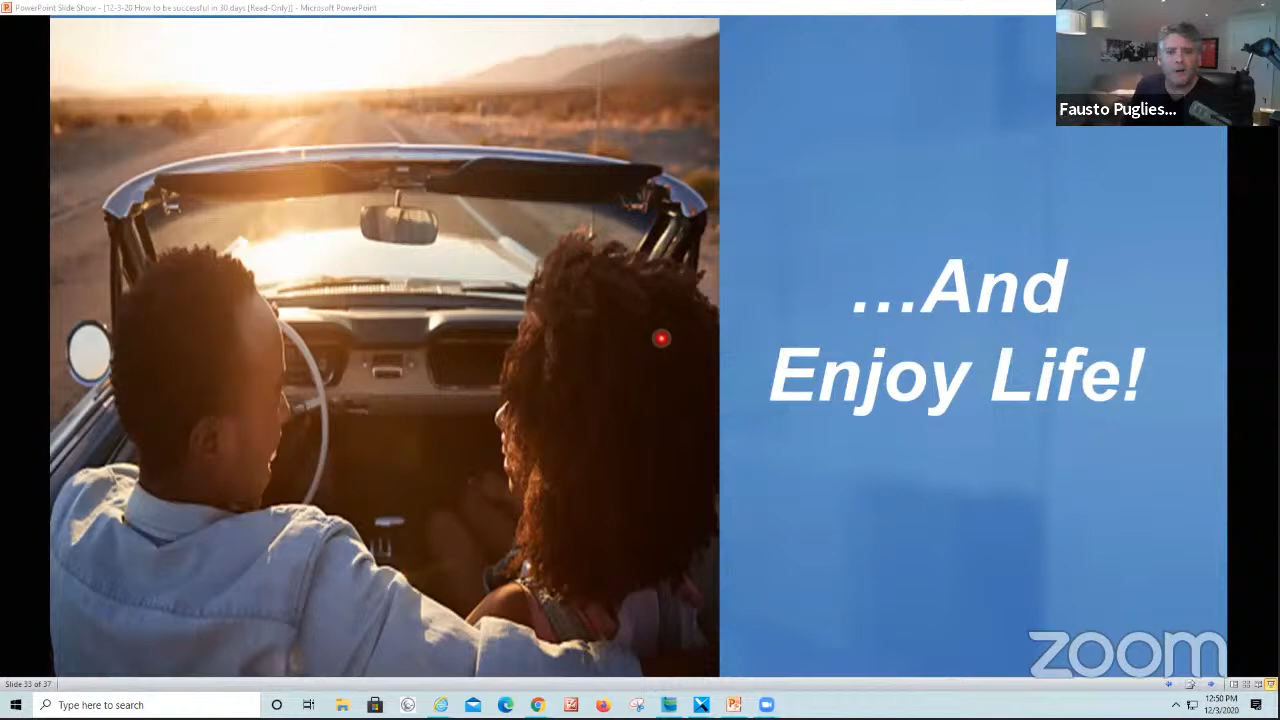 PowerPoint Slide Show - [12-3-20 How to be successful in 30 days [Read-Only]] - Microsoft PowerPoint
Fausto Puglies...
...And
Enjoy Life!
zoom
Slide 33 of 37
Type here to search
12:50 PM
12/3/2020